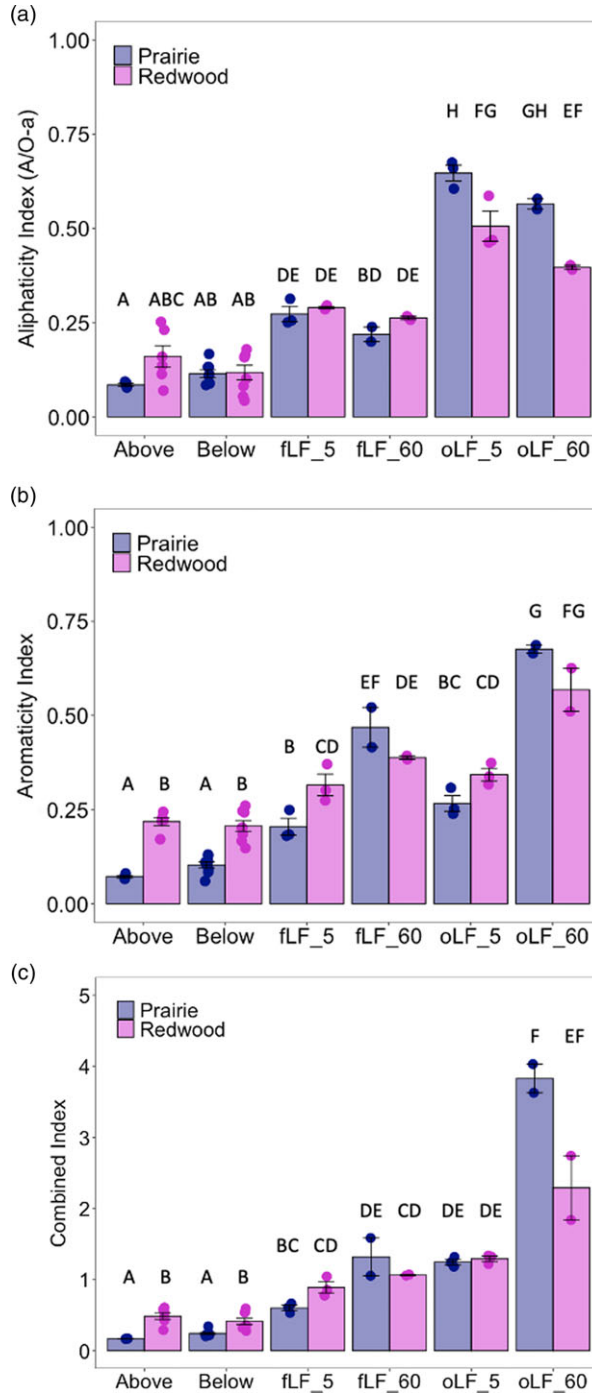 (a)
Aliphaticity Index (A/O-a)
1.00
0.75
0.50
0.25
0.00
Prairie
Redwood
A ABC AB AB DE DE BD DE H FG GH EF
Above Below fLF_5 fLF_60 oLF_5 oLF_60
(b)
Aromaticity Index
1.00
0.75
0.50
0.25
0.00
Prairie
Redwood
A B A B B CD EF DE BC CD G FG
Above Below fLF_5 fLF_60 oLF_5 oLF_60
(c)
Combined Index
5
4
3
2
1
0
Prairie
Redwood
A B A B BC CD DE CD DE DE F EF
Above Below fLF_5 fLF_60 oLF_5 oLF_60